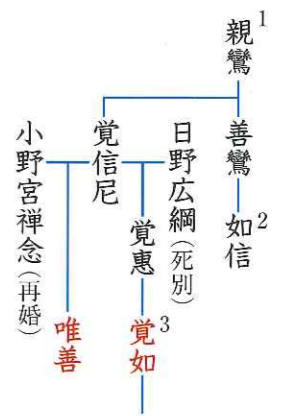 親鸞1
善鸞
如信2
日野広綱(死別)
覚惠
覚如3
覚信尼
唯善
小野宮禅念(再婚)